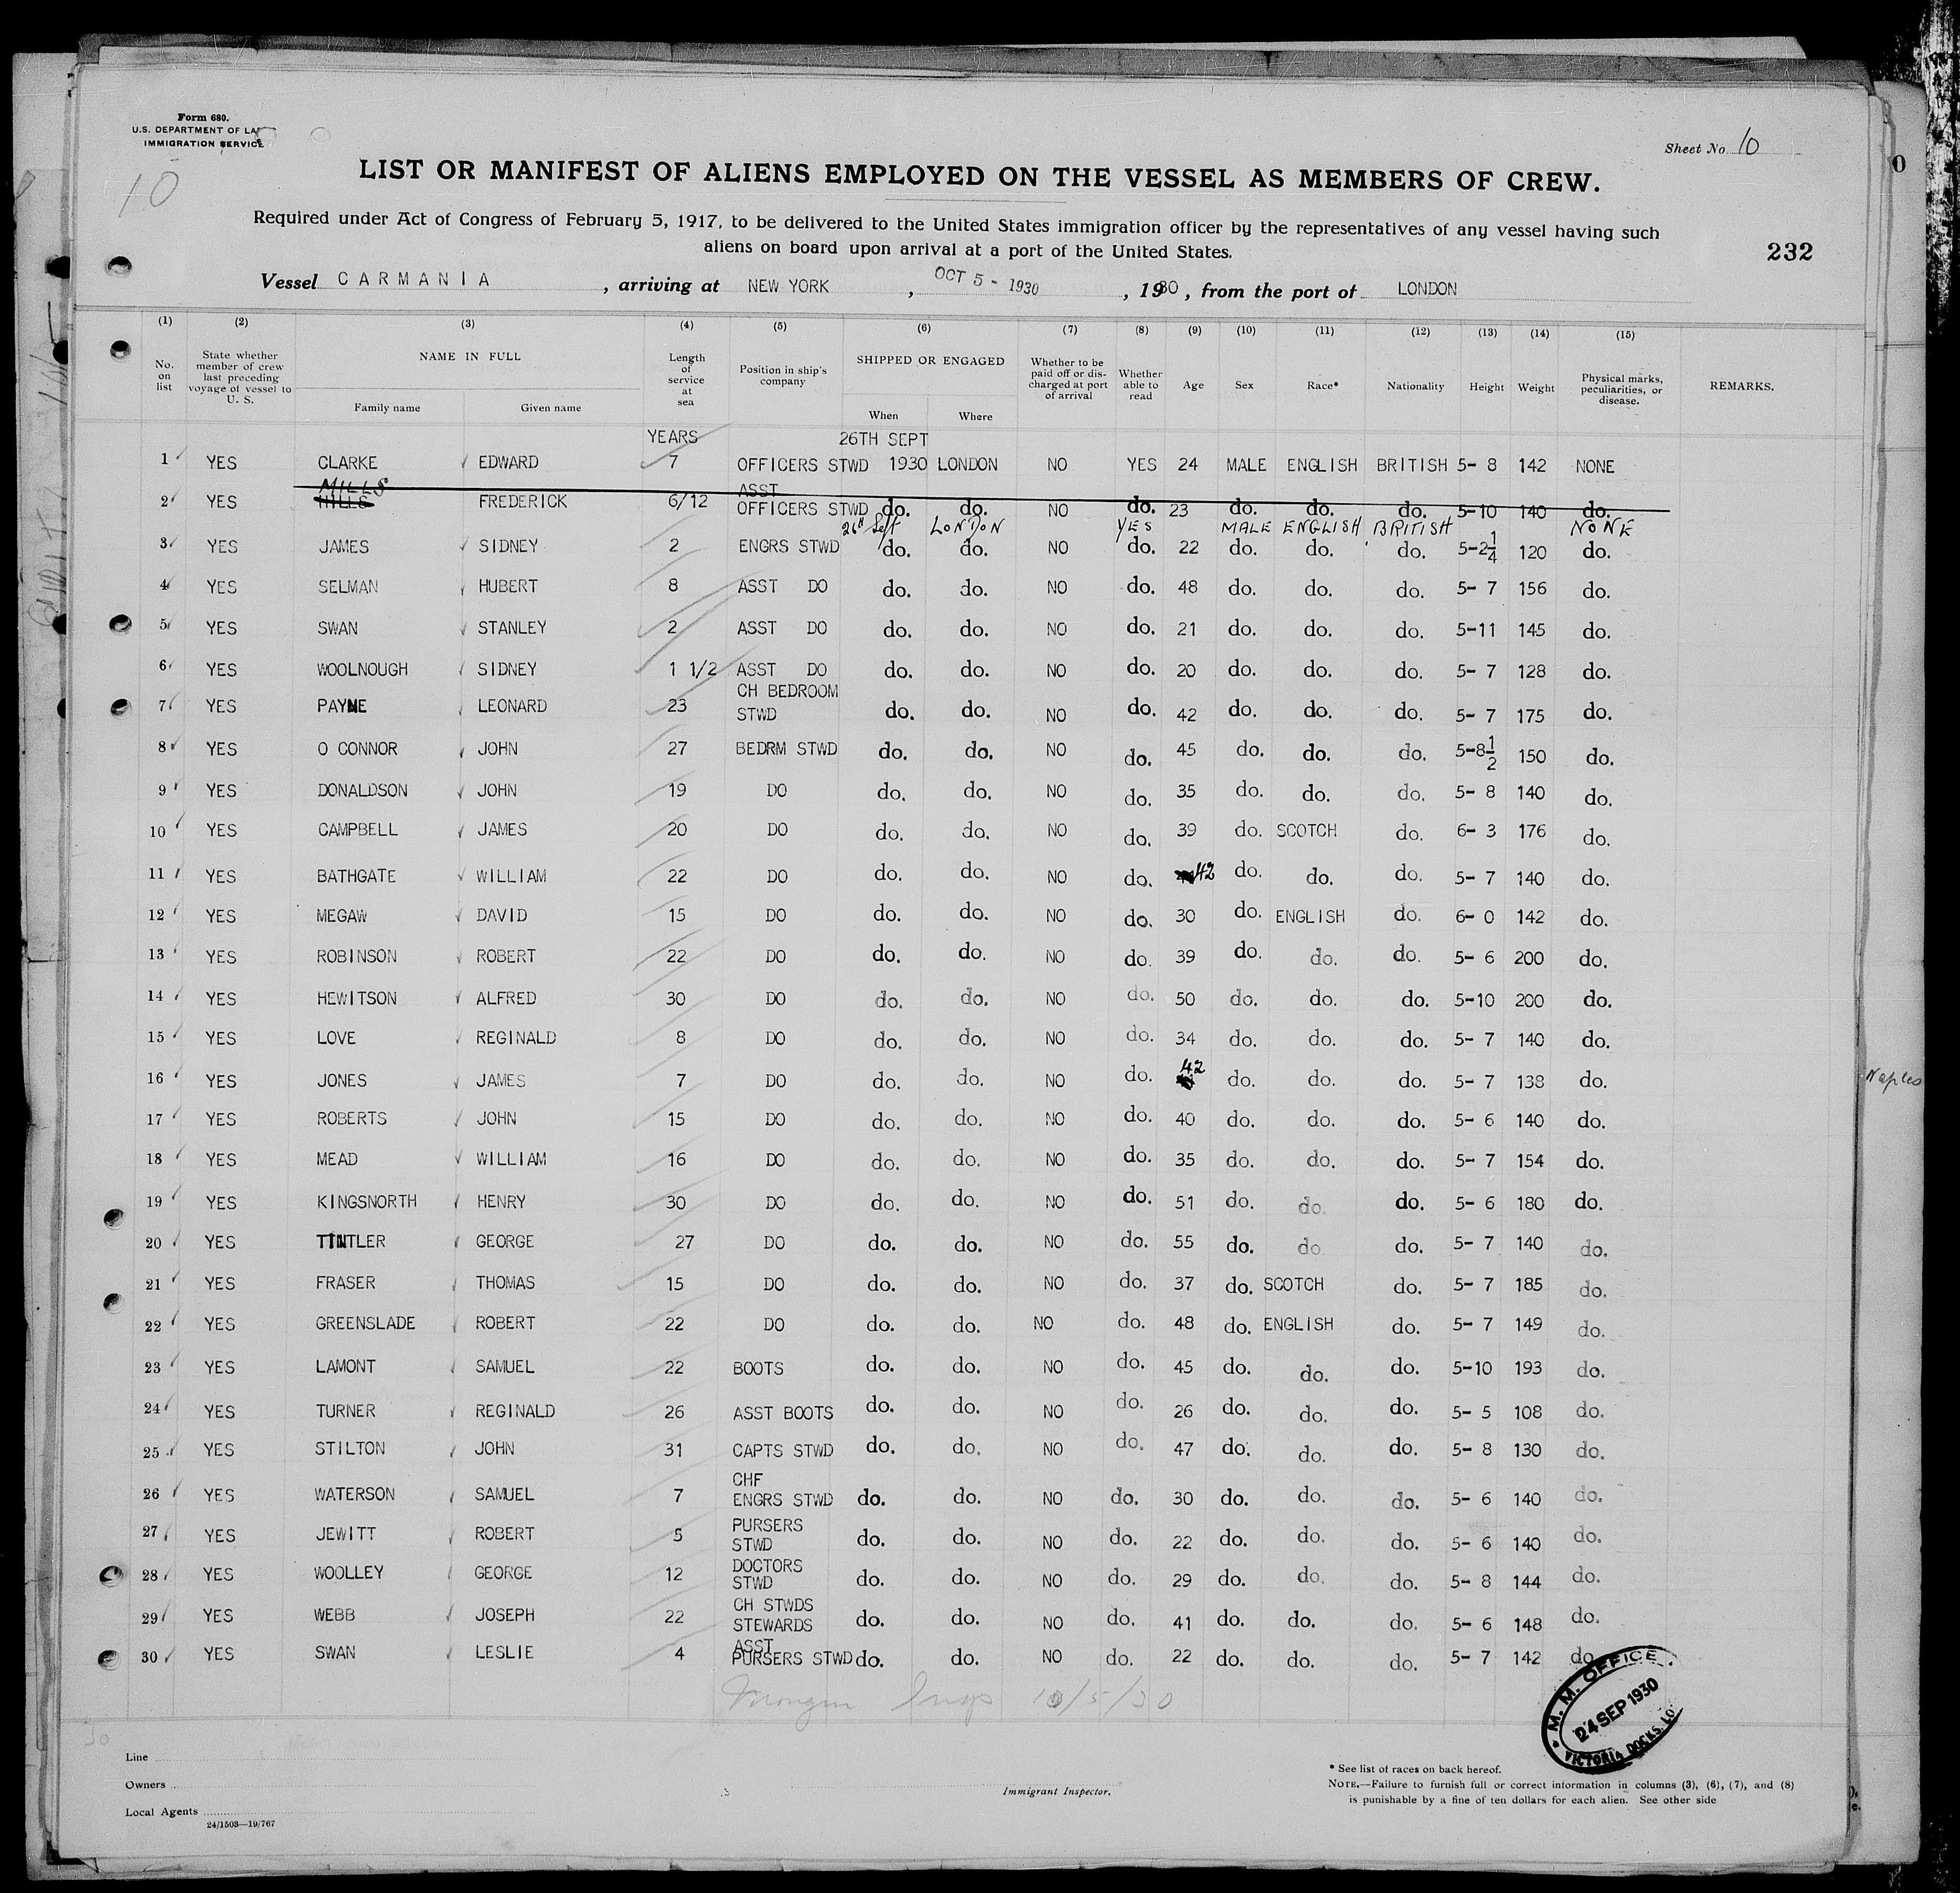 Form 680.
U.S. DEPARTMENT OF LA
IMMIGRATION SERVICE
Sheet No. 10
10
LIST OR MANIFEST OF ALIENS EMPLOYED ON THE VESSEL AS MEMBERS OF CREW.
Required under Act of Congress of February 5, 1917, to be delivered to the United States immigration officer by the representatives of any vessel having such
aliens on board upon arrival at a port of the United States.
232
Vessel CARMANIA , arriving at NEW YORK , OCT 5 - 1930 , 1930, from the port of LONDON
(1) (2) (3) (4) (5) (6) (7) (8) (9) (10) (11) (12) (13) (14) (15)
No. on list State whether member of crew last preceding voyage of vessel to U. S. NAME IN FULL Family name Given name Length of service at sea Position in ship's company SHIPPED OR ENGAGED When Where Whether to be paid off or discharged at port of arrival Whether able to read Age Sex Race* Nationality Height Weight Physical marks, peculiarities, or disease. REMARKS.
YEARS 26TH SEPT
1 YES CLARKE EDWARD 7 OFFICERS STWD 1930 LONDON NO YES 24 MALE ENGLISH BRITISH 5- 8 142 NONE
MILLS ASST
2 YES HILLS FREDERICK 6/12 OFFICERS STWD do. do. NO do. 23 do. do. do. 5-10 140 do.
26th Sept LONDON YES MALE ENGLISH BRITISH NONE
3 YES JAMES SIDNEY 2 ENGRS STWD do. do. NO do. 22 do. do. do. 5-2 1/4 120 do.
4 YES SELMAN HUBERT 8 ASST DO do. do. NO do. 48 do. do. do. 5- 7 156 do.
5 YES SWAN STANLEY 2 ASST DO do. do. NO do. 21 do. do. do. 5-11 145 do.
6 YES WOOLNOUGH SIDNEY 1 1/2 ASST DO do. do. NO do. 20 do. do. do. 5- 7 128 do.
CH BEDROOM
7 YES PAYNE LEONARD 23 STWD do. do. NO do. 42 do. do. do. 5- 7 175 do.
8 YES O CONNOR JOHN 27 BEDRM STWD do. do. NO do. 45 do. do. do. 5-8 1/2 150 do.
9 YES DONALDSON JOHN 19 DO do. do. NO do. 35 do. do. do. 5- 8 140 do.
10 YES CAMPBELL JAMES 20 DO do. do. NO do. 39 do. SCOTCH do. 6- 3 176 do.
11 YES BATHGATE WILLIAM 22 DO do. do. NO do. 42 do. do. do. 5- 7 140 do.
12 YES MEGAW DAVID 15 DO do. do. NO do. 30 do. ENGLISH do. 6- 0 142 do.
13 YES ROBINSON ROBERT 22 DO do. do. NO do. 39 do. do. do. 5- 6 200 do.
14 YES HEWITSON ALFRED 30 DO do. do. NO do. 50 do. do. do. 5-10 200 do.
15 YES LOVE REGINALD 8 DO do. do. NO do. 34 do. do. do. 5- 7 140 do.
16 YES JONES JAMES 7 DO do. do. NO do. 42 do. do. do. 5- 7 138 do.
Naples
17 YES ROBERTS JOHN 15 DO do. do. NO do. 40 do. do. do. 5- 6 140 do.
18 YES MEAD WILLIAM 16 DO do. do. NO do. 35 do. do. do. 5- 7 154 do.
19 YES KINGSNORTH HENRY 30 DO do. do. NO do. 51 do. do. do. 5- 6 180 do.
20 YES TINTLER GEORGE 27 DO do. do. NO do. 55 do. do. do. 5- 7 140 do.
21 YES FRASER THOMAS 15 DO do. do. NO do. 37 do. SCOTCH do. 5- 7 185 do.
22 YES GREENSLADE ROBERT 22 DO do. do. NO do. 48 do. ENGLISH do. 5- 7 149 do.
23 YES LAMONT SAMUEL 22 BOOTS do. do. NO do. 45 do. do. do. 5-10 193 do.
24 YES TURNER REGINALD 26 ASST BOOTS do. do. NO do. 26 do. do. do. 5- 5 108 do.
25 YES STILTON JOHN 31 CAPTS STWD do. do. NO do. 47 do. do. do. 5- 8 130 do.
CHF
26 YES WATERSON SAMUEL 7 ENGRS STWD do. do. NO do. 30 do. do. do. 5- 6 140 do.
PURSERS
27 YES JEWITT ROBERT 5 STWD do. do. NO do. 22 do. do. do. 5- 6 140 do.
DOCTORS
28 YES WOOLLEY GEORGE 12 STWD do. do. NO do. 29 do. do. do. 5- 8 144 do.
CH STWDS
29 YES WEBB JOSEPH 22 STEWARDS do. do. NO do. 41 do. do. do. 5- 6 148 do.
ASST
30 YES SWAN LESLIE 4 PURSERS STWD do. do. NO do. 22 do. do. do. 5- 7 142 do.
Insp 10/5/30
M. M. OFFICE
24 SEP 1930
VICTORIA DOCKS. LO.
30
Line
Owners
Local Agents
24/1503—19/767
Immigrant Inspector.
* See list of races on back hereof.
NOTE.—Failure to furnish full or correct information in columns (3), (6), (7), and (8)
is punishable by a fine of ten dollars for each alien. See other side